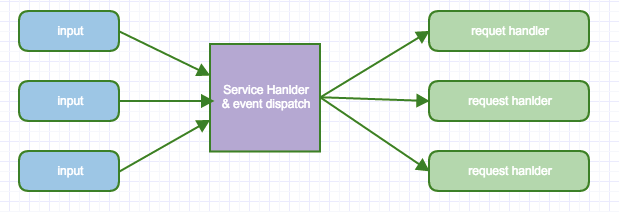 input
requet handler
Service Hanlder
& event dispatch
input
request hanlder
input
request hanlder